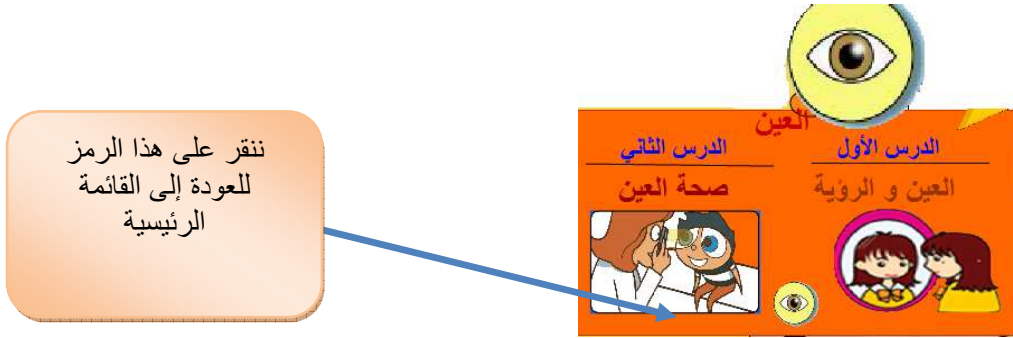 ننقر على هذا الرمز
للعودة إلى القائمة
الرئيسية
العين
الدرس الأول
العين و الرؤية
الدرس الثاني
صحة العين